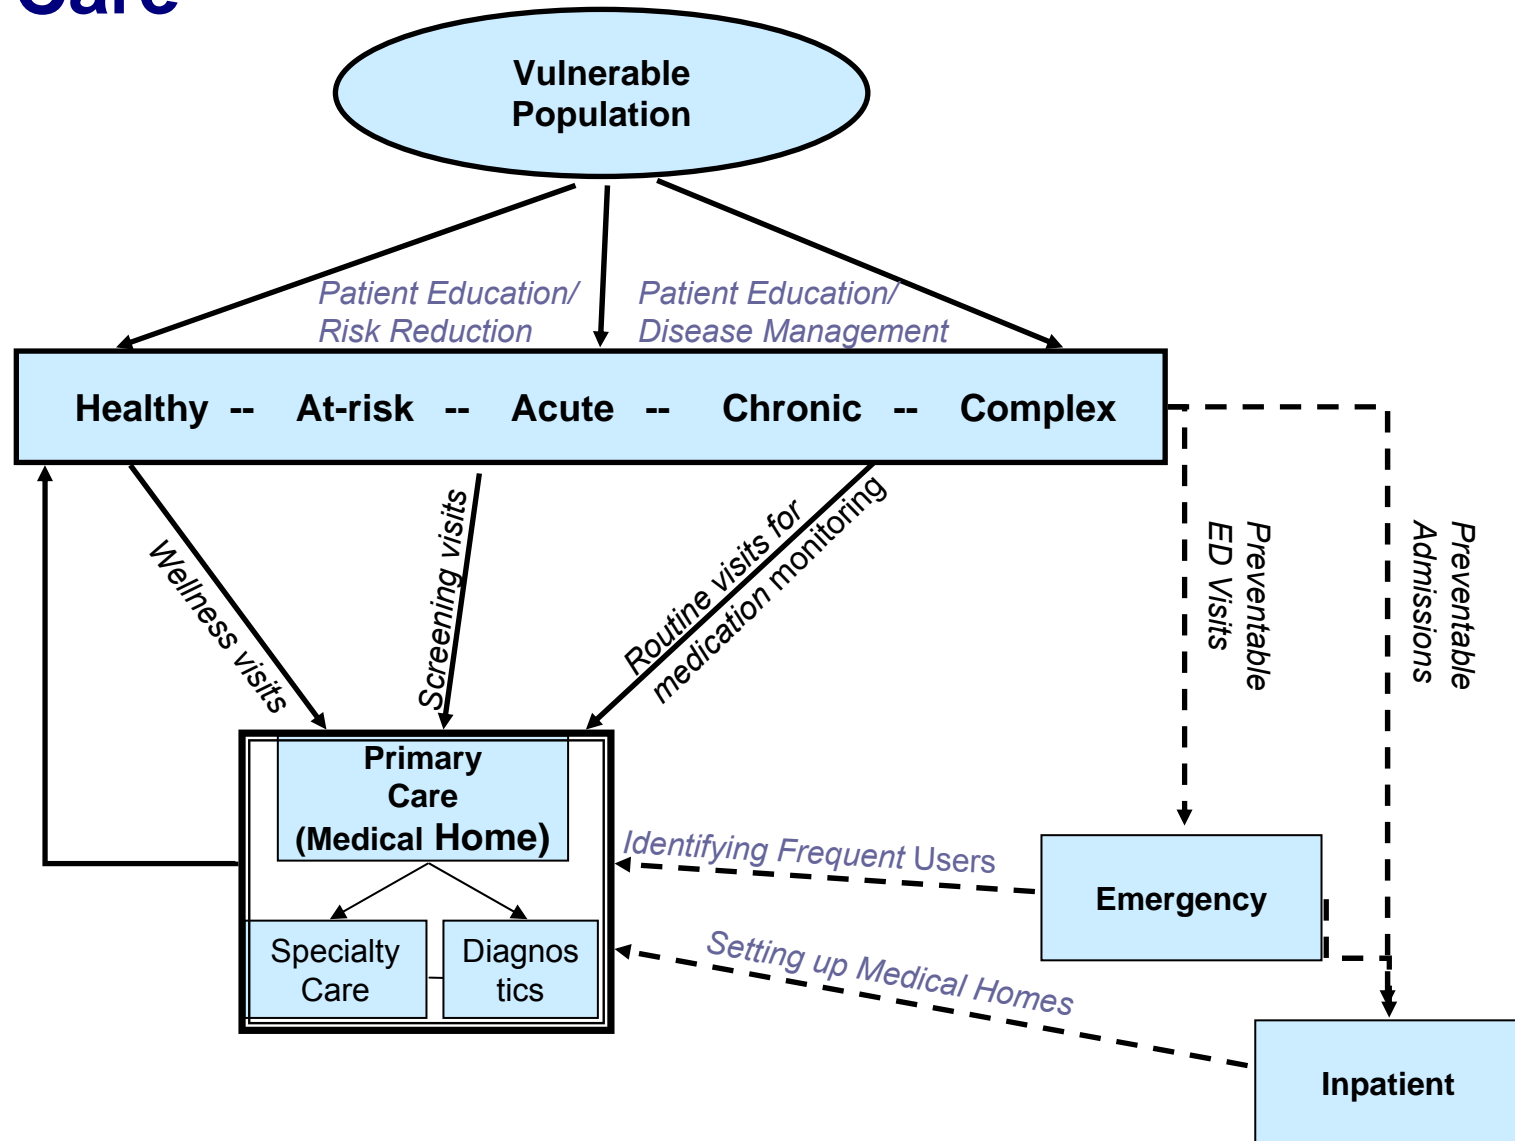 Care
Vulnerable
Population
Patient Education/
Risk Reduction
Patient Education/
Disease Management
Healthy -- At-risk -- Acute -- Chronic -- Complex
Wellness visits
Screening visits
Routine visits for
medication monitoring
Preventable
ED Visits
Preventable
Admissions
Primary
Care
(Medical Home)
Identifying Frequent Users
Emergency
Specialty
Care
Diagnos
tics
Setting up Medical Homes
Inpatient